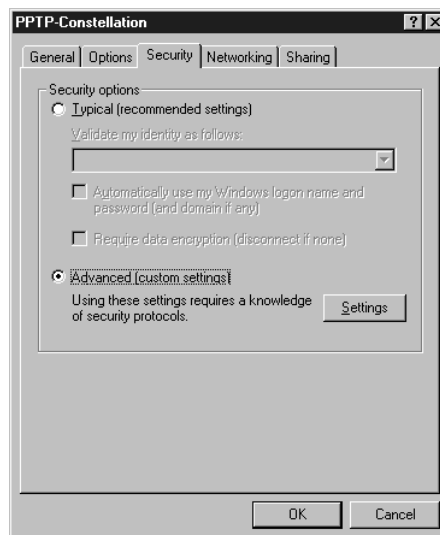 PPTP-Constellation
General Options Security Networking Sharing
Security options
Typical (recommended settings)
Validate my identity as follows:
Automatically use my Windows logon name and
password (and domain if any)
Require data encryption (disconnect if none)
Advanced (custom settings)
Using these settings requires a knowledge
of security protocols.
Settings
OK Cancel